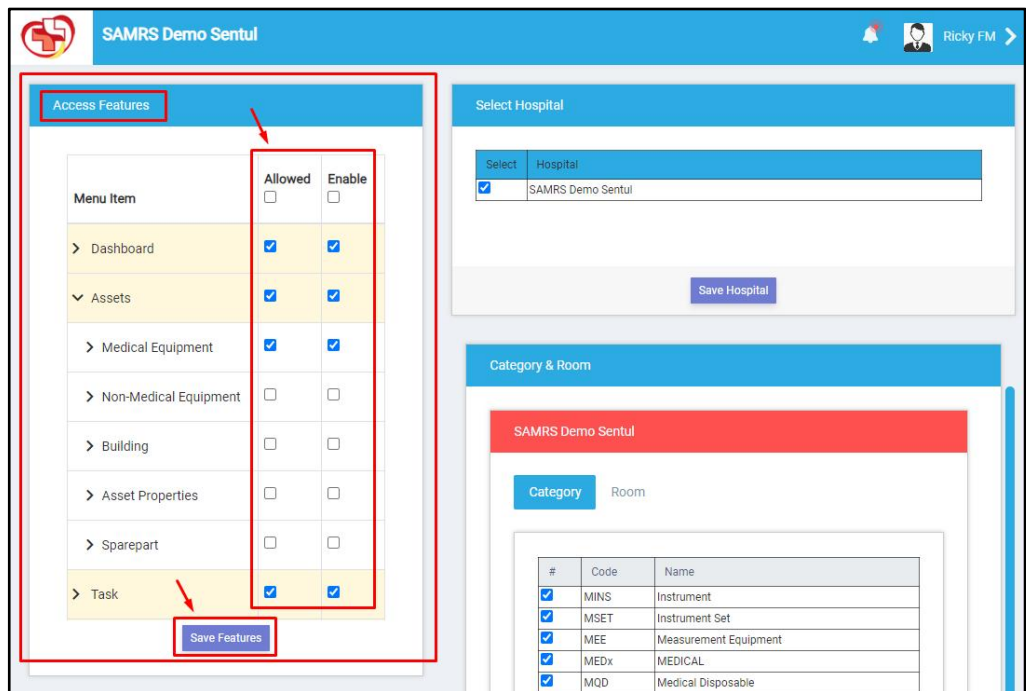 SAMRS Demo Sentul
Ricky FM
Access Features
Menu Item Allowed Enable
Dashboard
Assets
Medical Equipment
Non-Medical Equipment
Building
Asset Properties
Sparepart
Task
Save Features
Select Hospital
Select Hospital
SAMRS Demo Sentul
Save Hospital
Category & Room
SAMRS Demo Sentul
Category Room
# Code Name
MINS Instrument
MSET Instrument Set
MEE Measurement Equipment
MEDx MEDICAL
MQD Medical Disposable